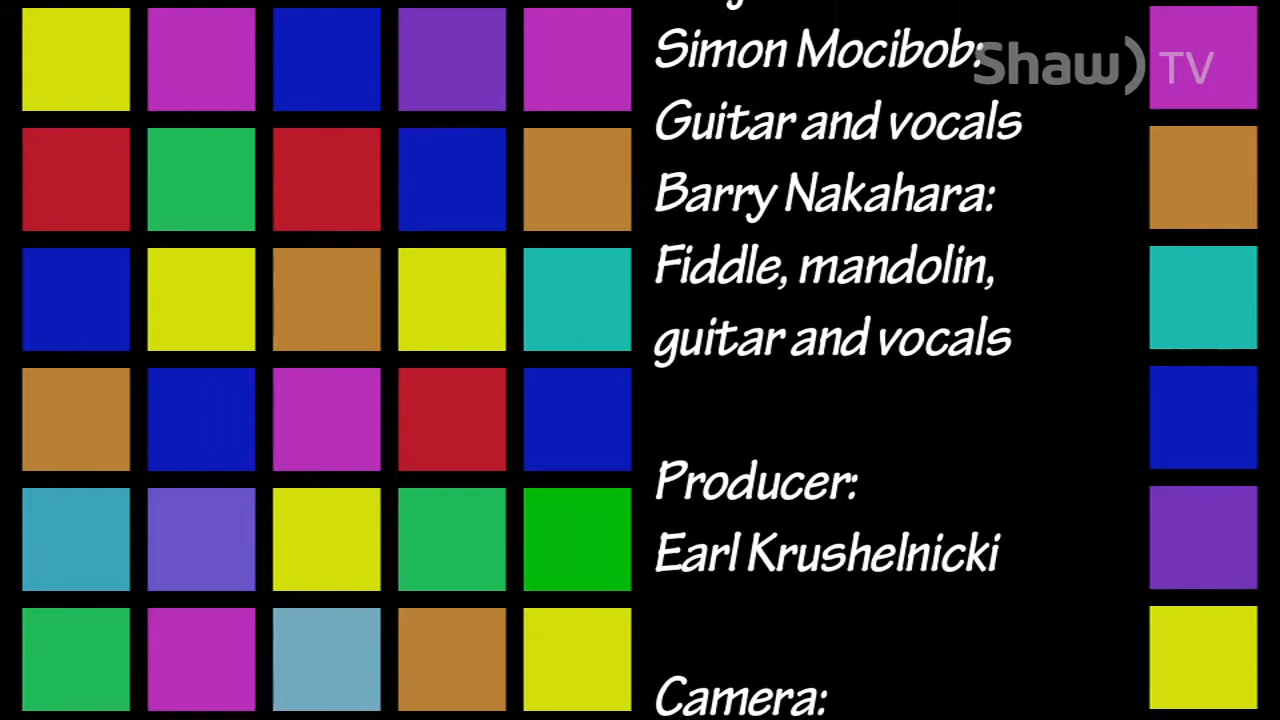 Simon Mocibob:
Shaw) TV
Guitar and vocals
Barry Nakahara:
Fiddle, mandolin,
guitar and vocals
Producer:
Earl Krushelnicki
Camera: